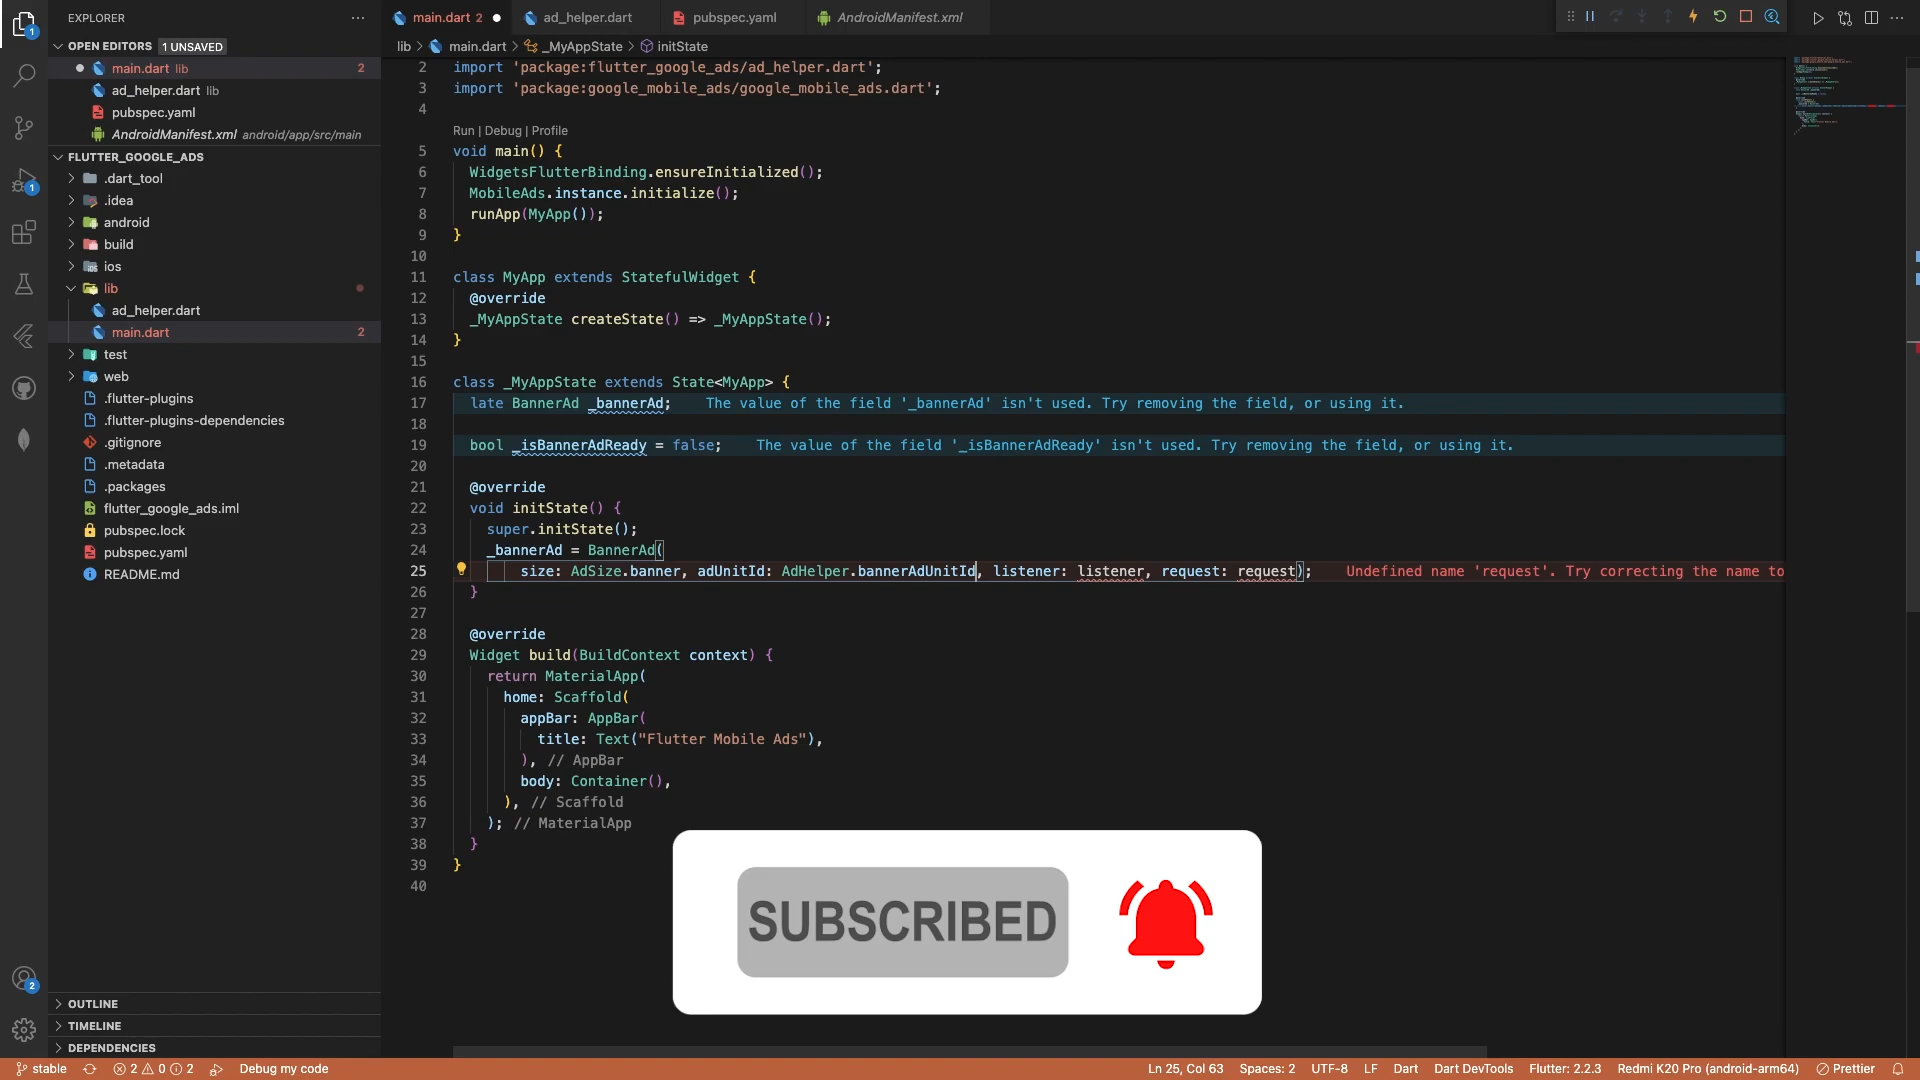 EXPLORER
OPEN EDITORS 1 UNSAVED
main.dart lib 2
ad_helper.dart lib
pubspec.yaml
AndroidManifest.xml android/app/src/main
FLUTTER_GOOGLE_ADS
.dart_tool
.idea
android
build
ios
lib
ad_helper.dart
main.dart 2
test
web
.flutter-plugins
.flutter-plugins-dependencies
.gitignore
.metadata
.packages
flutter_google_ads.iml
pubspec.lock
pubspec.yaml
README.md
OUTLINE
TIMELINE
DEPENDENCIES
1
1
2
main.dart 2 ad_helper.dart pubspec.yaml AndroidManifest.xml
lib > main.dart > _MyAppState > initState
2 import 'package:flutter_google_ads/ad_helper.dart';
3 import 'package:google_mobile_ads/google_mobile_ads.dart';
4
Run | Debug | Profile
5 void main() {
6 WidgetsFlutterBinding.ensureInitialized();
7 MobileAds.instance.initialize();
8 runApp(MyApp());
9 }
10
11 class MyApp extends StatefulWidget {
12 @override
13 _MyAppState createState() => _MyAppState();
14 }
15
16 class _MyAppState extends State<MyApp> {
17 late BannerAd _bannerAd; The value of the field '_bannerAd' isn't used. Try removing the field, or using it.
18
19 bool _isBannerAdReady = false; The value of the field '_isBannerAdReady' isn't used. Try removing the field, or using it.
20
21 @override
22 void initState() {
23 super.initState();
24 _bannerAd = BannerAd(
25 size: AdSize.banner, adUnitId: AdHelper.bannerAdUnitId, listener: listener, request: request); Undefined name 'request'. Try correcting the name to
26 }
27
28 @override
29 Widget build(BuildContext context) {
30 return MaterialApp(
31 home: Scaffold(
32 appBar: AppBar(
33 title: Text("Flutter Mobile Ads"),
34 ), // AppBar
35 body: Container(),
36 ), // Scaffold
37 ); // MaterialApp
38 }
39 }
40
SUBSCRIBED
stable 2 0 2 Debug my code Ln 25, Col 63 Spaces: 2 UTF-8 LF Dart Dart DevTools Flutter: 2.2.3 Redmi K20 Pro (android-arm64) Prettier